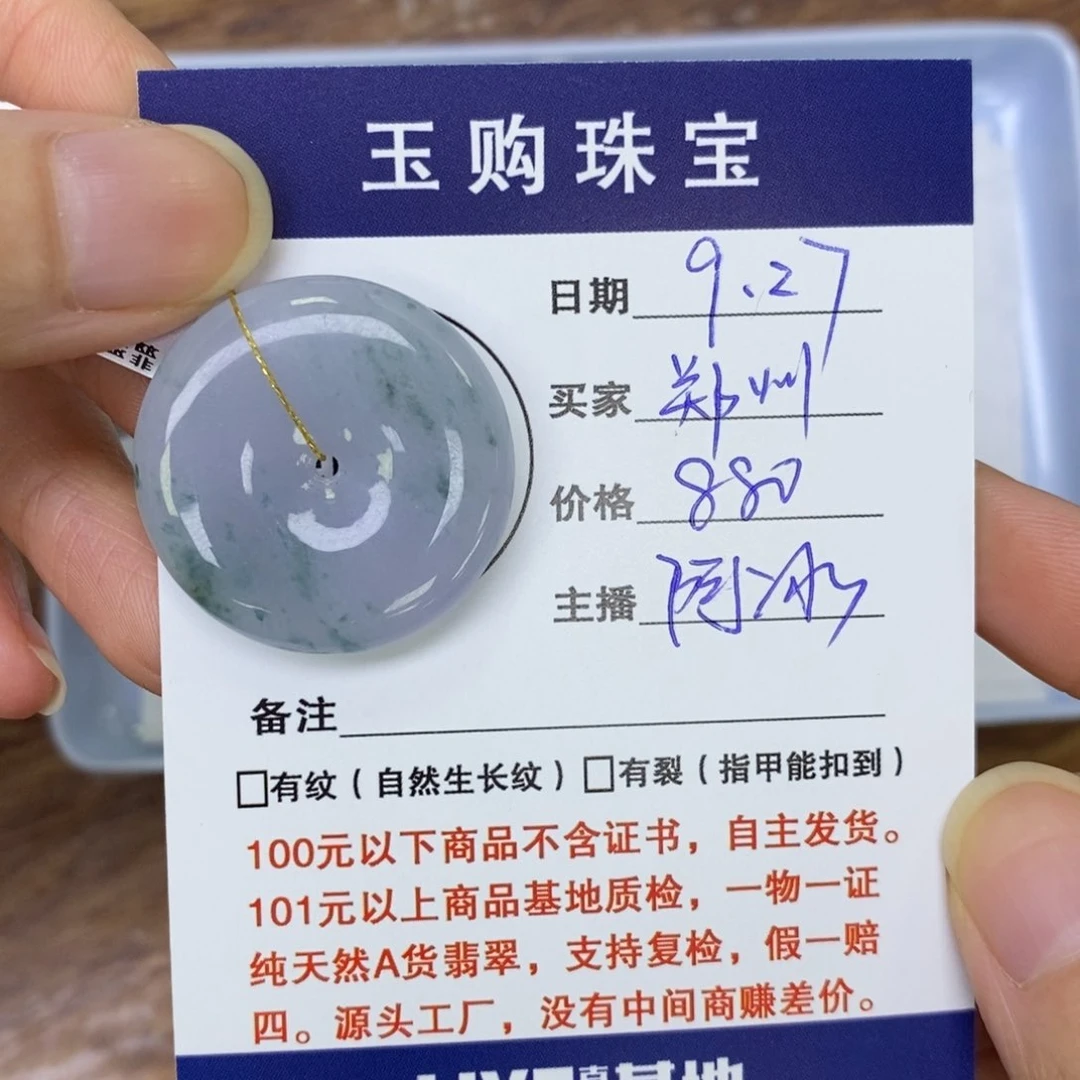 玉购珠宝
日期 9.27
买家 郑州
价格 880
主播
备注
□有纹（自然生长纹）□有裂（指甲能扣到）
100元以下商品不含证书，自主发货。
101元以上商品基地质检，一物一证
纯天然A货翡翠，支持复检，假一赔
四。源头工厂，没有中间商赚差价。
基地